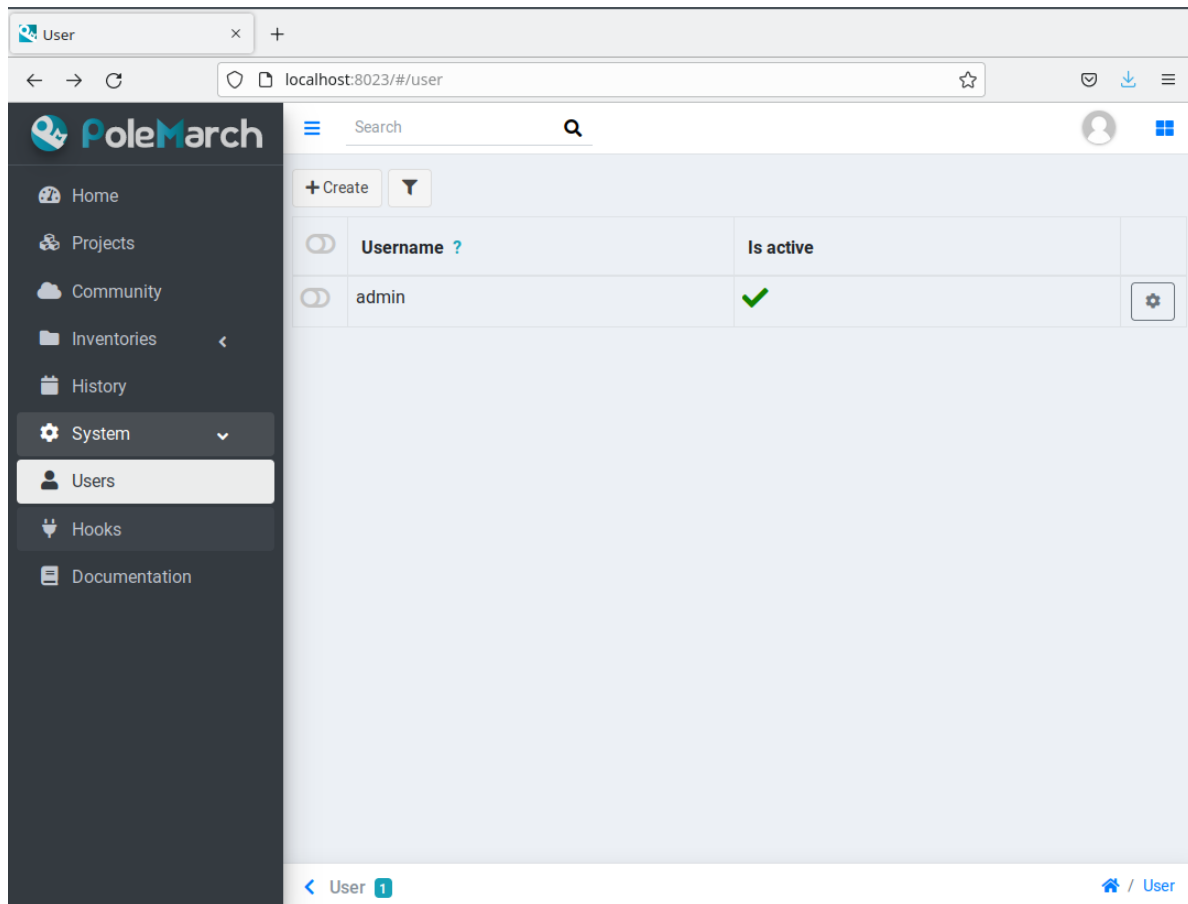 User
localhost:8023/#/user
PoleMarch
Search
Home
Projects
Community
Inventories
History
System
Users
Hooks
Documentation
+ Create
Username ? Is active
admin
User 1
/ User